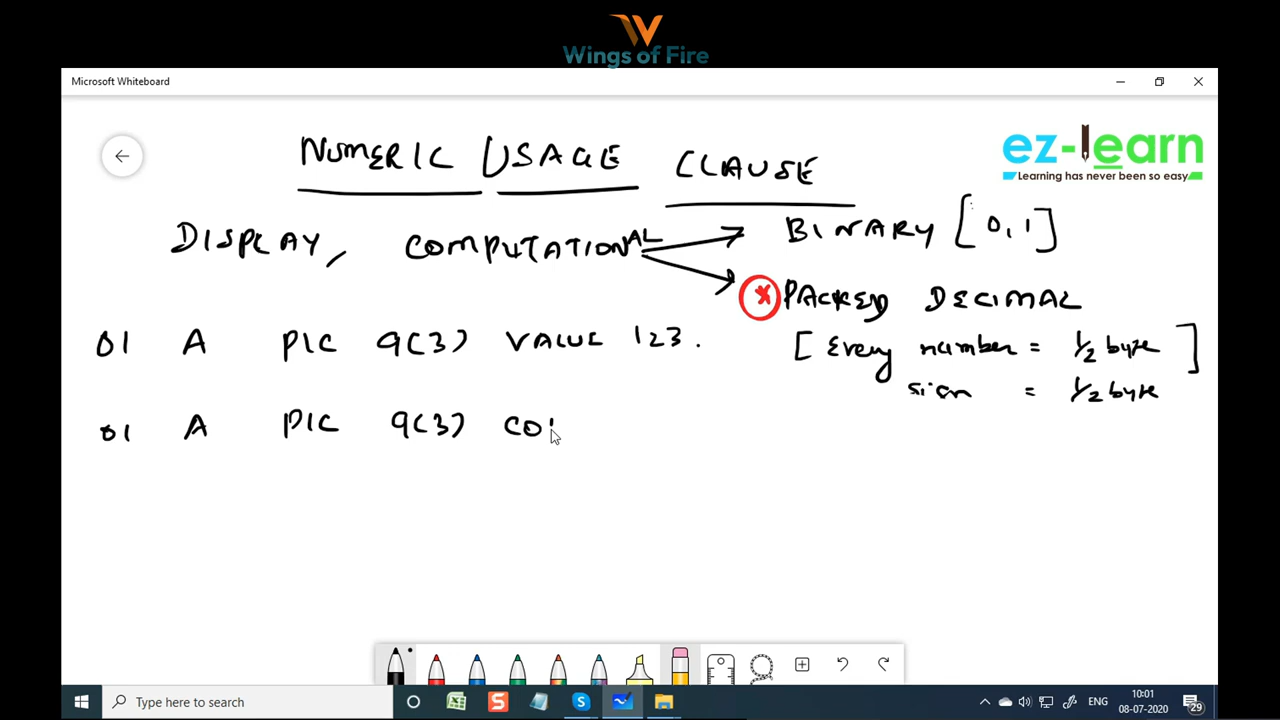 Wings of Fire
Microsoft Whiteboard
NUMERIC USAGE CLAUSE
ez-learn
Learning has never been so easy
DISPLAY, COMPUTATIONAL
BINARY [0,1]
* PACKED DECIMAL
01 A PIC 9(3) VALUE 123.
[Every number = 1/2 byte]
sign = 1/2 byte
01 A PIC 9(3) CO
Type here to search
ENG
10:01
08-07-2020
29